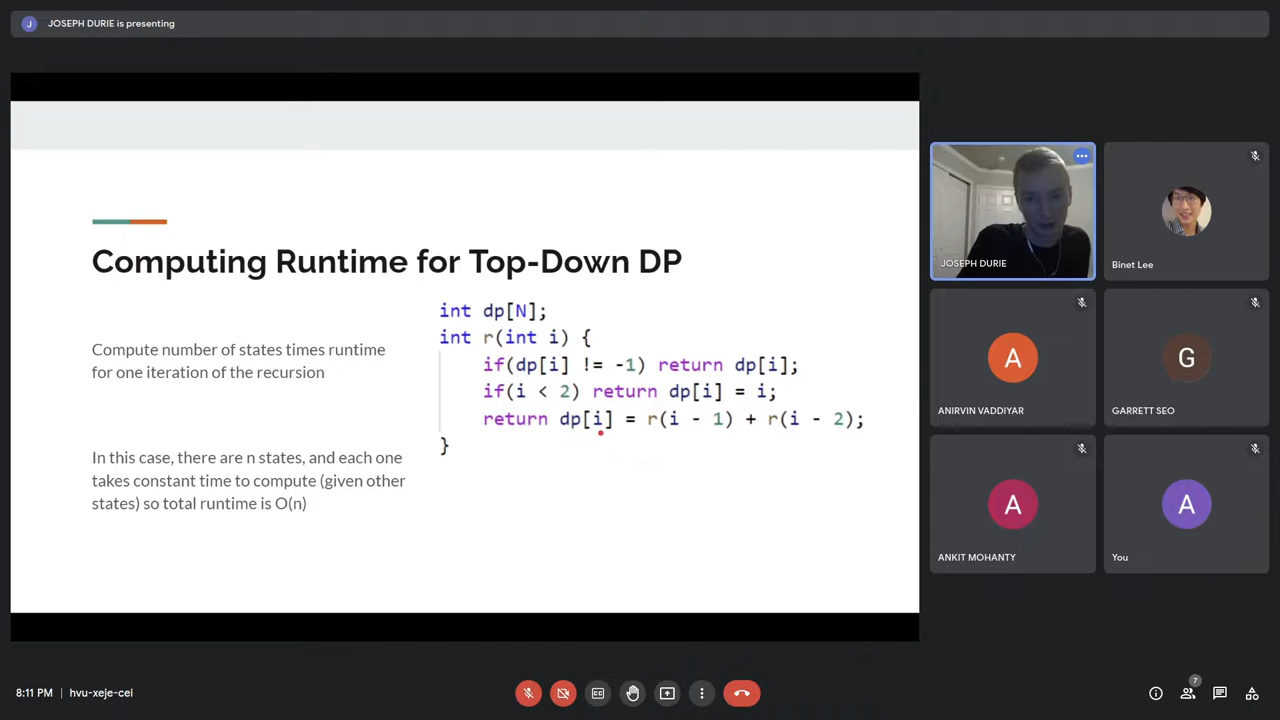 J JOSEPH DURIE is presenting
Computing Runtime for Top-Down DP
Compute number of states times runtime
for one iteration of the recursion
In this case, there are n states, and each one
takes constant time to compute (given other
states) so total runtime is O(n)
int dp[N];
int r(int i) {
if(dp[i] != -1) return dp[i];
if(i < 2) return dp[i] = i;
return dp[i] = r(i - 1) + r(i - 2);
}
JOSEPH DURIE
Binet Lee
A
ANIRVIN VADDIYAR
G
GARRETT SEO
A
ANKIT MOHANTY
A
You
8:11 PM | hvu-xeje-cei
CC
7